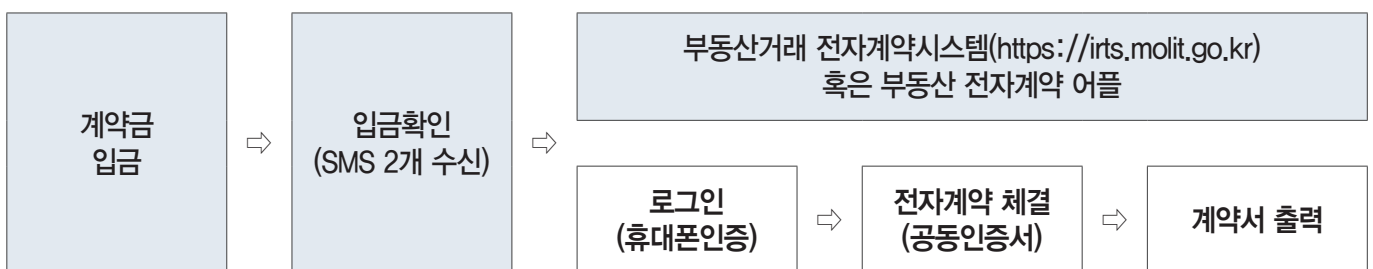 계약금
입금
⇨
입금확인
(SMS 2개 수신)
⇨
부동산거래 전자계약시스템(https://irts.molit.go.kr)
혹은 부동산 전자계약 어플
로그인
(휴대폰인증)
⇨
전자계약 체결
(공동인증서)
⇨
계약서 출력